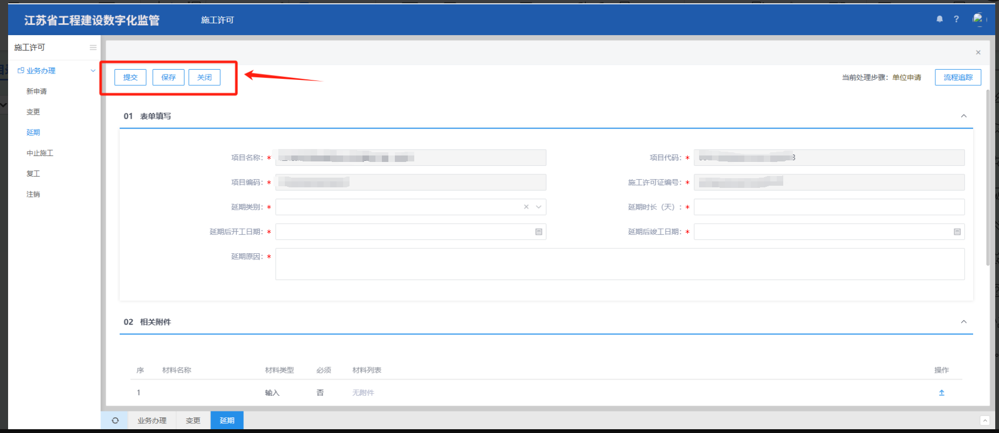 江苏省工程建设数字化监管 施工许可 ?
施工许可
业务办理
新申请
变更
延期
中止施工
复工
注销
提交 保存 关闭 当前处理步骤：单位申请 流程追踪
01 表单填写
项目名称：* 项目代码：* 3
项目编码：* 施工许可证编号：*
延期类别：* 延期时长（天）：*
延期后开工日期：* 延期后竣工日期：*
延期原因：*
02 相关附件
序 材料名称 材料类型 必须 材料列表 操作
1 输入 否 无附件
业务办理 变更 延期